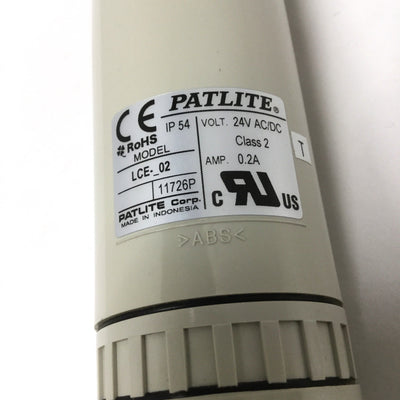 CE PATLITE®
RoHS IP 54 VOLT. 24V AC/DC
MODEL Class 2
LCE-_02 AMP. 0.2A
11726P
PATLITE Corp.
MADE IN INDONESIA
C RU US
T
>ABS<